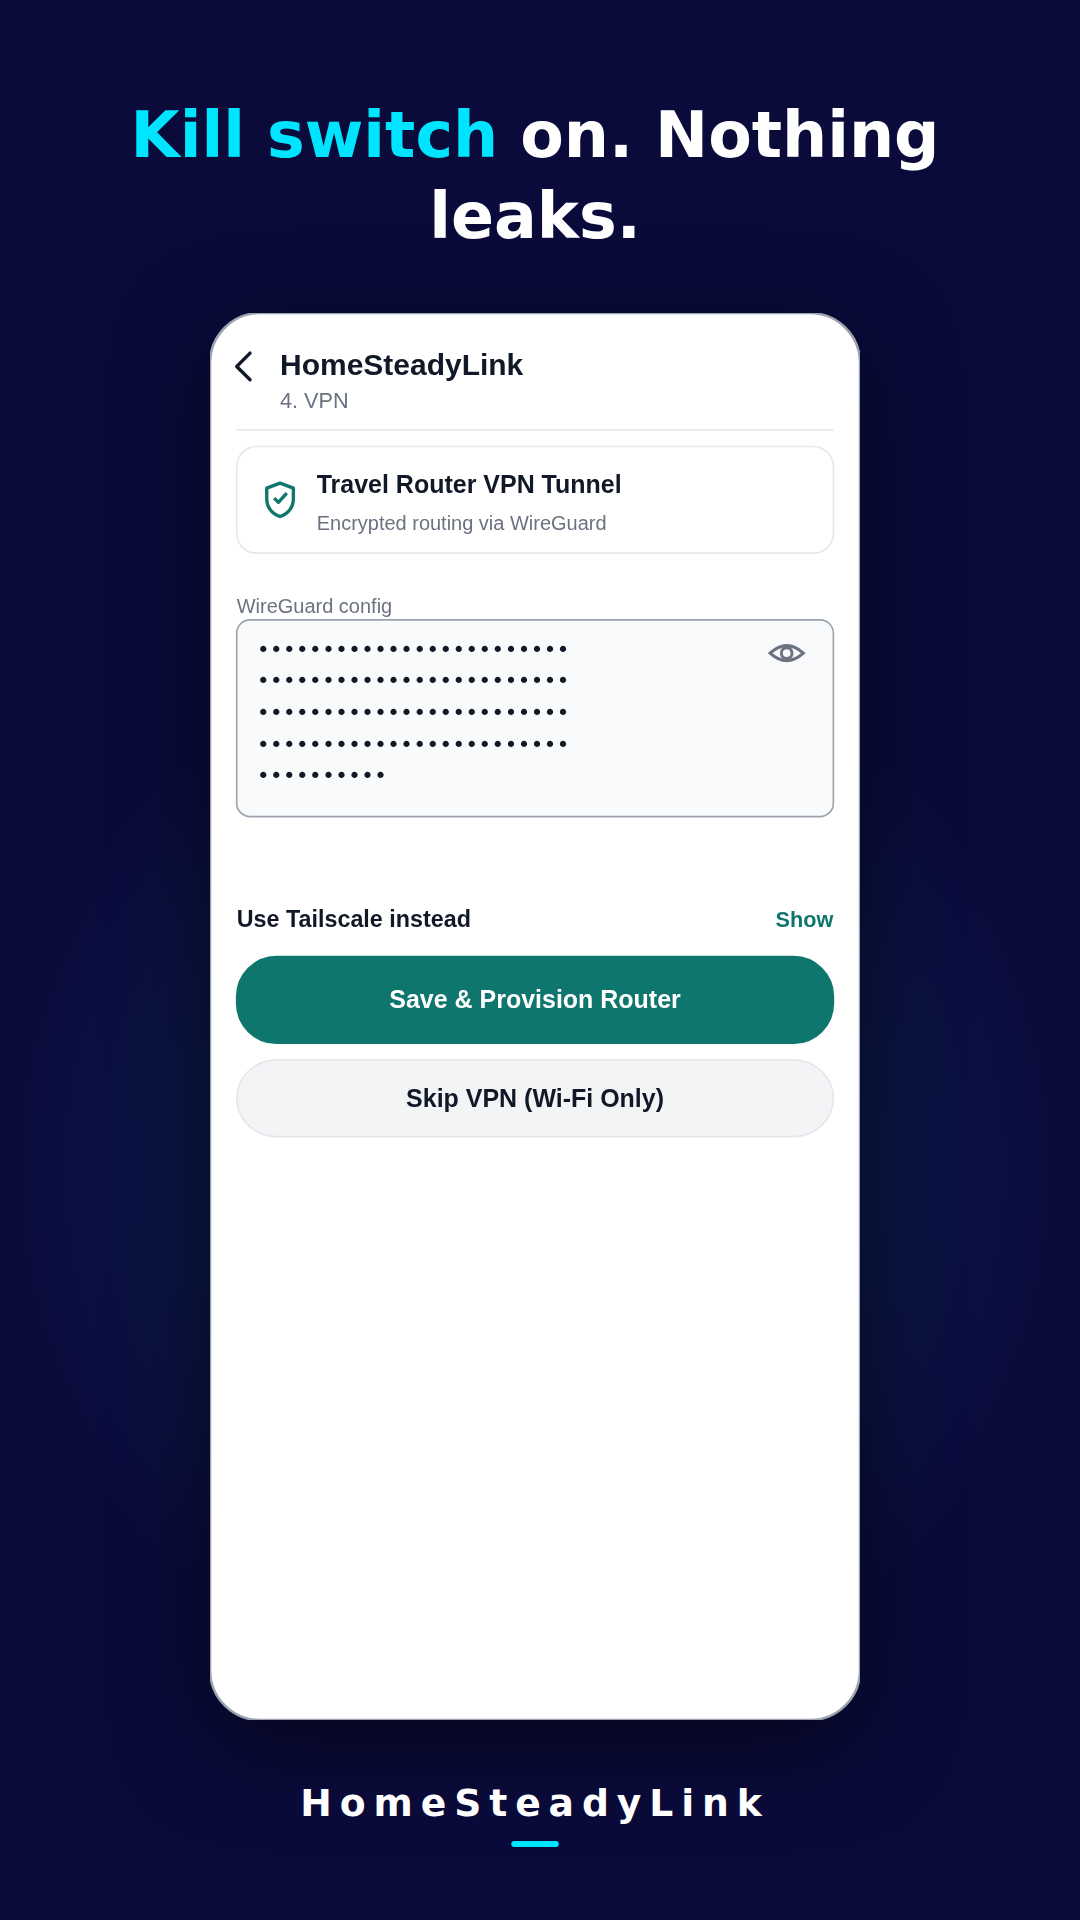 Kill switch on. Nothing
leaks.
HomeSteadyLink
4. VPN
Travel Router VPN Tunnel
Encrypted routing via WireGuard
WireGuard config
••••••••••••••••••••••••
••••••••••••••••••••••••
••••••••••••••••••••••••
••••••••••••••••••••••••
••••••••••
Use Tailscale instead
Show
Save & Provision Router
Skip VPN (Wi-Fi Only)
HomeSteadyLink